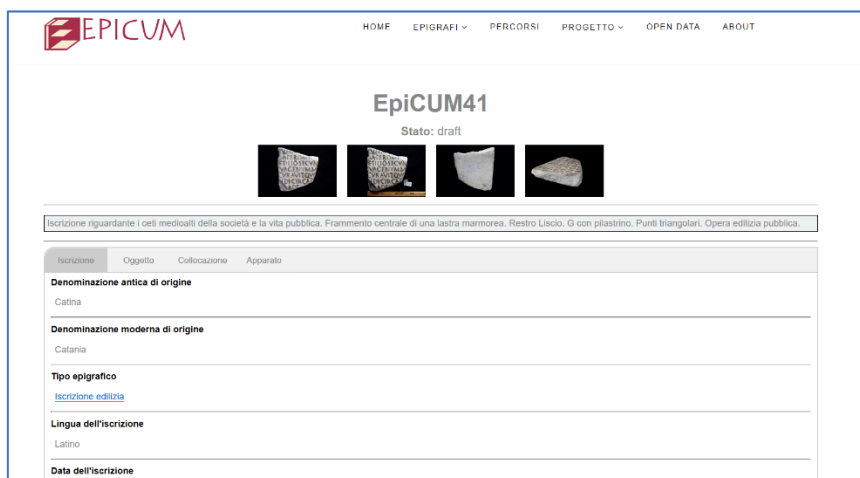 EPICUM
HOME EPIGRAFI PERCORSI PROGETTO OPEN DATA ABOUT
EpiCUM41
Stato: draft
Iscrizione riguardante i ceti medioalti della società e la vita pubblica. Frammento centrale di una lastra marmorea. Restro Liscio. G con pilastrino. Punti triangolari. Opera edilizia pubblica.
Iscrizione Oggetto Collocazione Apparato
Denominazione antica di origine
Catina
Denominazione moderna di origine
Catania
Tipo epigrafico
Iscrizione edilizia
Lingua dell'iscrizione
Latino
Data dell'iscrizione